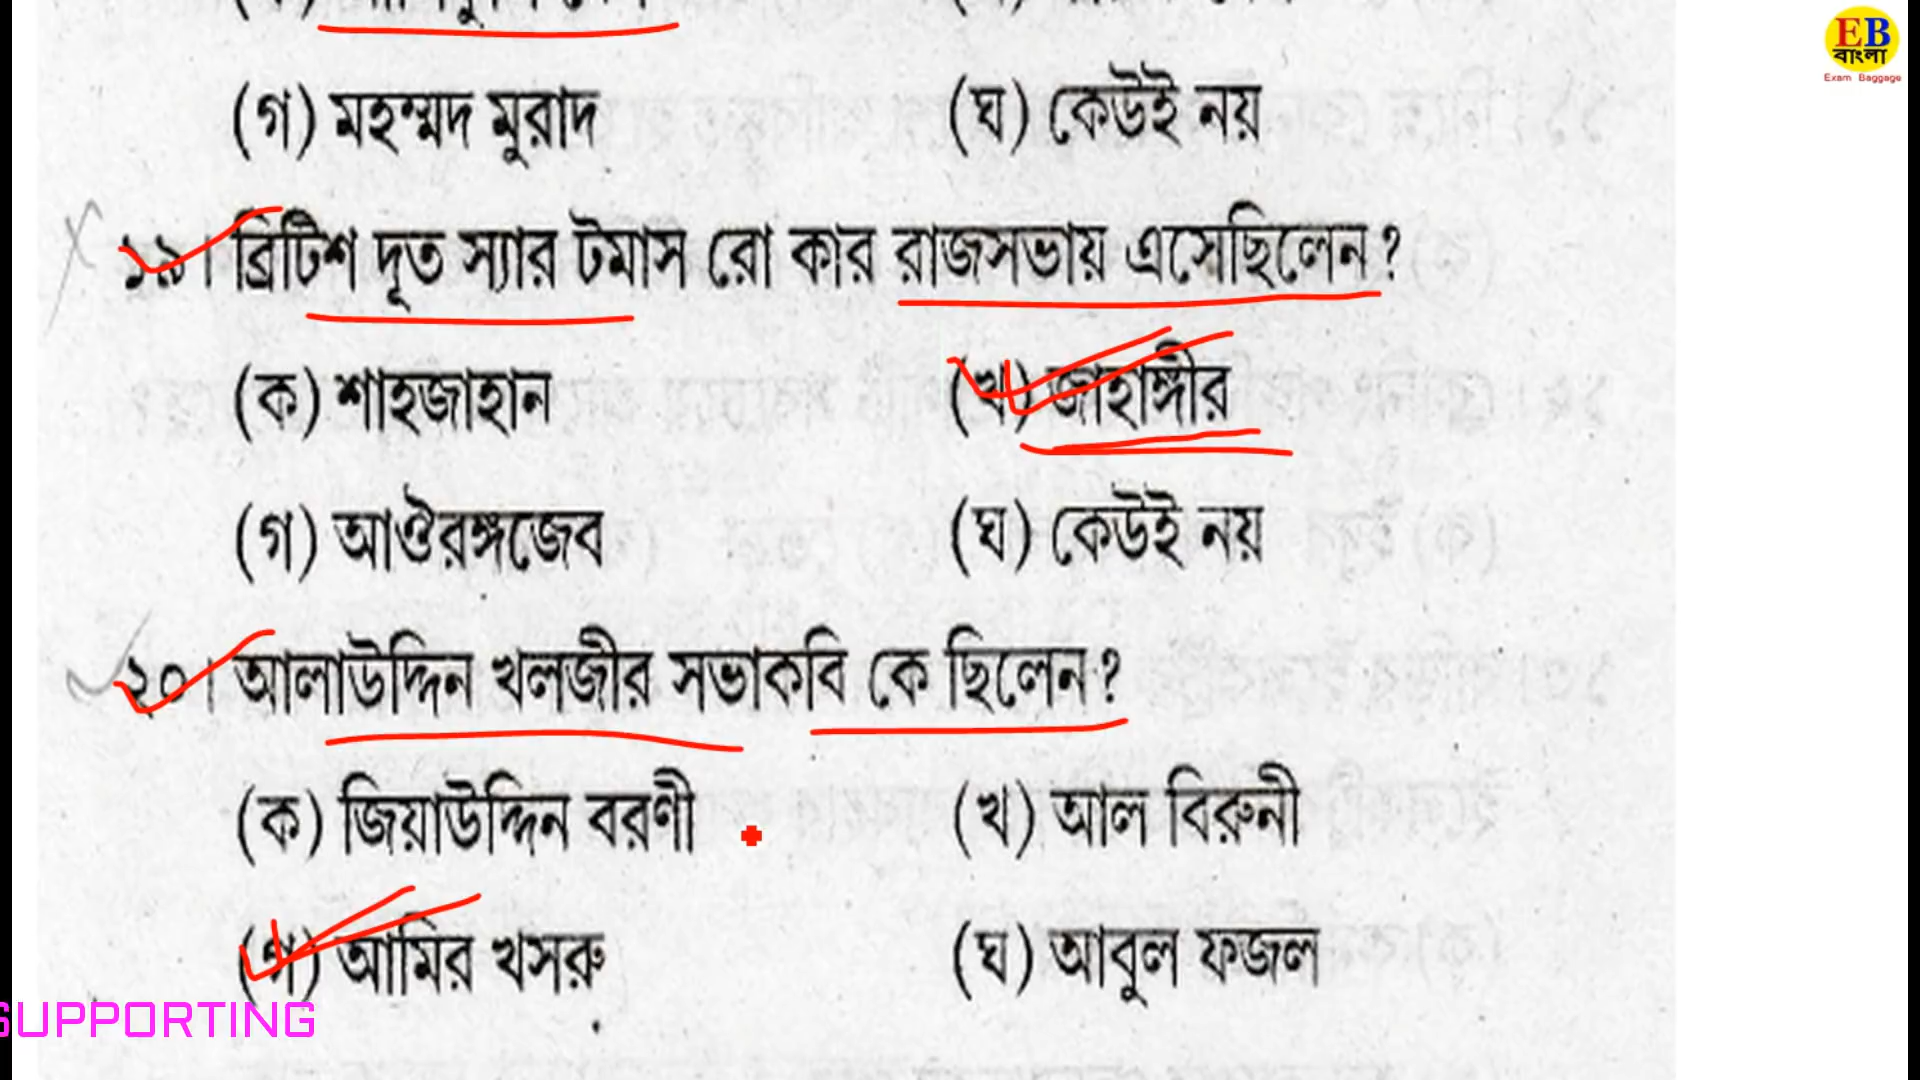 (গ) মহম্মদ মুরাদ (ঘ) কেউই নয়
১৯। ব্রিটিশ দূত স্যার টমাস রো কার রাজসভায় এসেছিলেন?
(ক) শাহজাহান (খ) জাহাঙ্গীর
(গ) আওরঙ্গজেব (ঘ) কেউই নয়
২০। আলাউদ্দিন খলজীর সভাকবি কে ছিলেন?
(ক) জিয়াউদ্দিন বরণী (খ) আল বিরুনী
(গ) আমির খসরু (ঘ) আবুল ফজল
SUPPORTING
EB
বাংলা
Exam Baggage